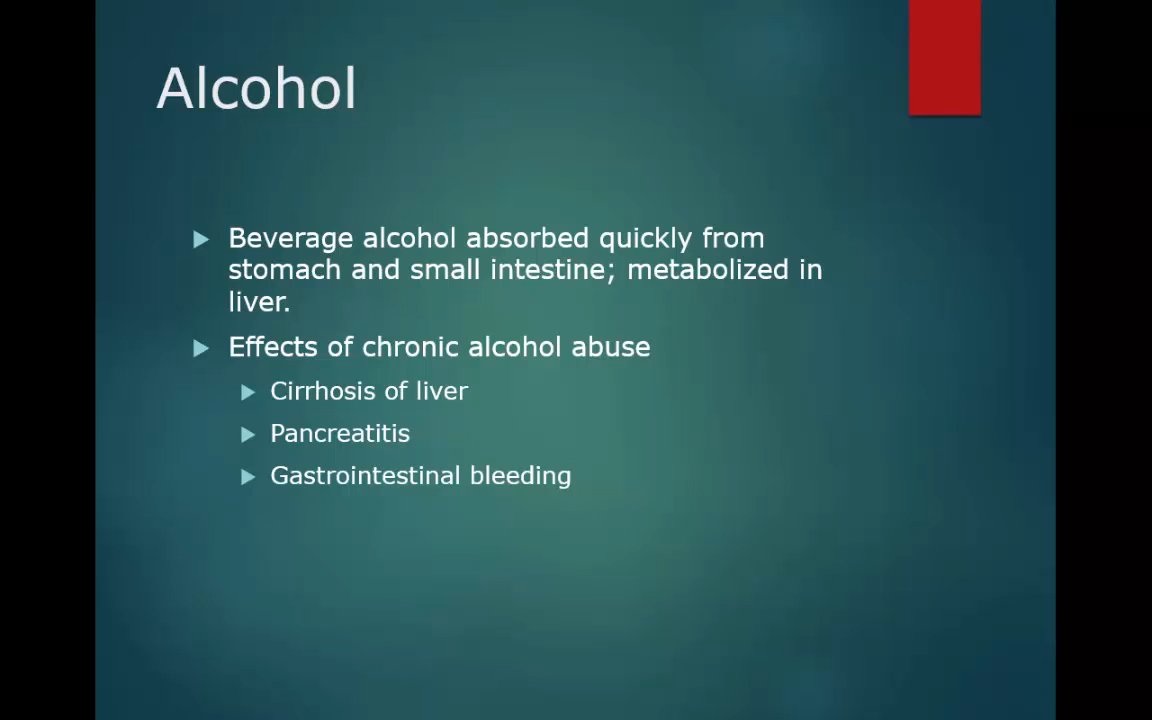 Alcohol
Beverage alcohol absorbed quickly from
stomach and small intestine; metabolized in
liver.
Effects of chronic alcohol abuse
Cirrhosis of liver
Pancreatitis
Gastrointestinal bleeding